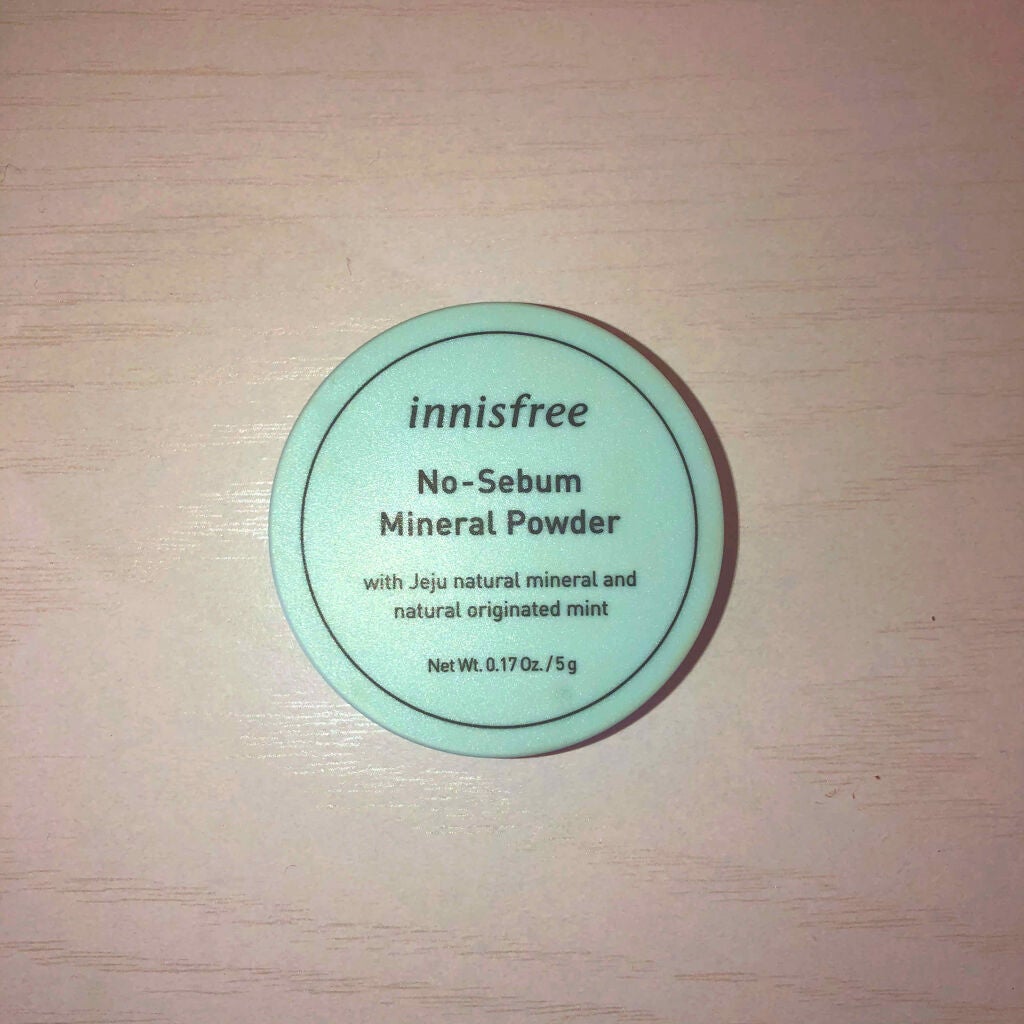 innisfree
No-Sebum
Mineral Powder
with Jeju natural mineral and
natural originated mint
Net Wt. 0.17 Oz. / 5 g